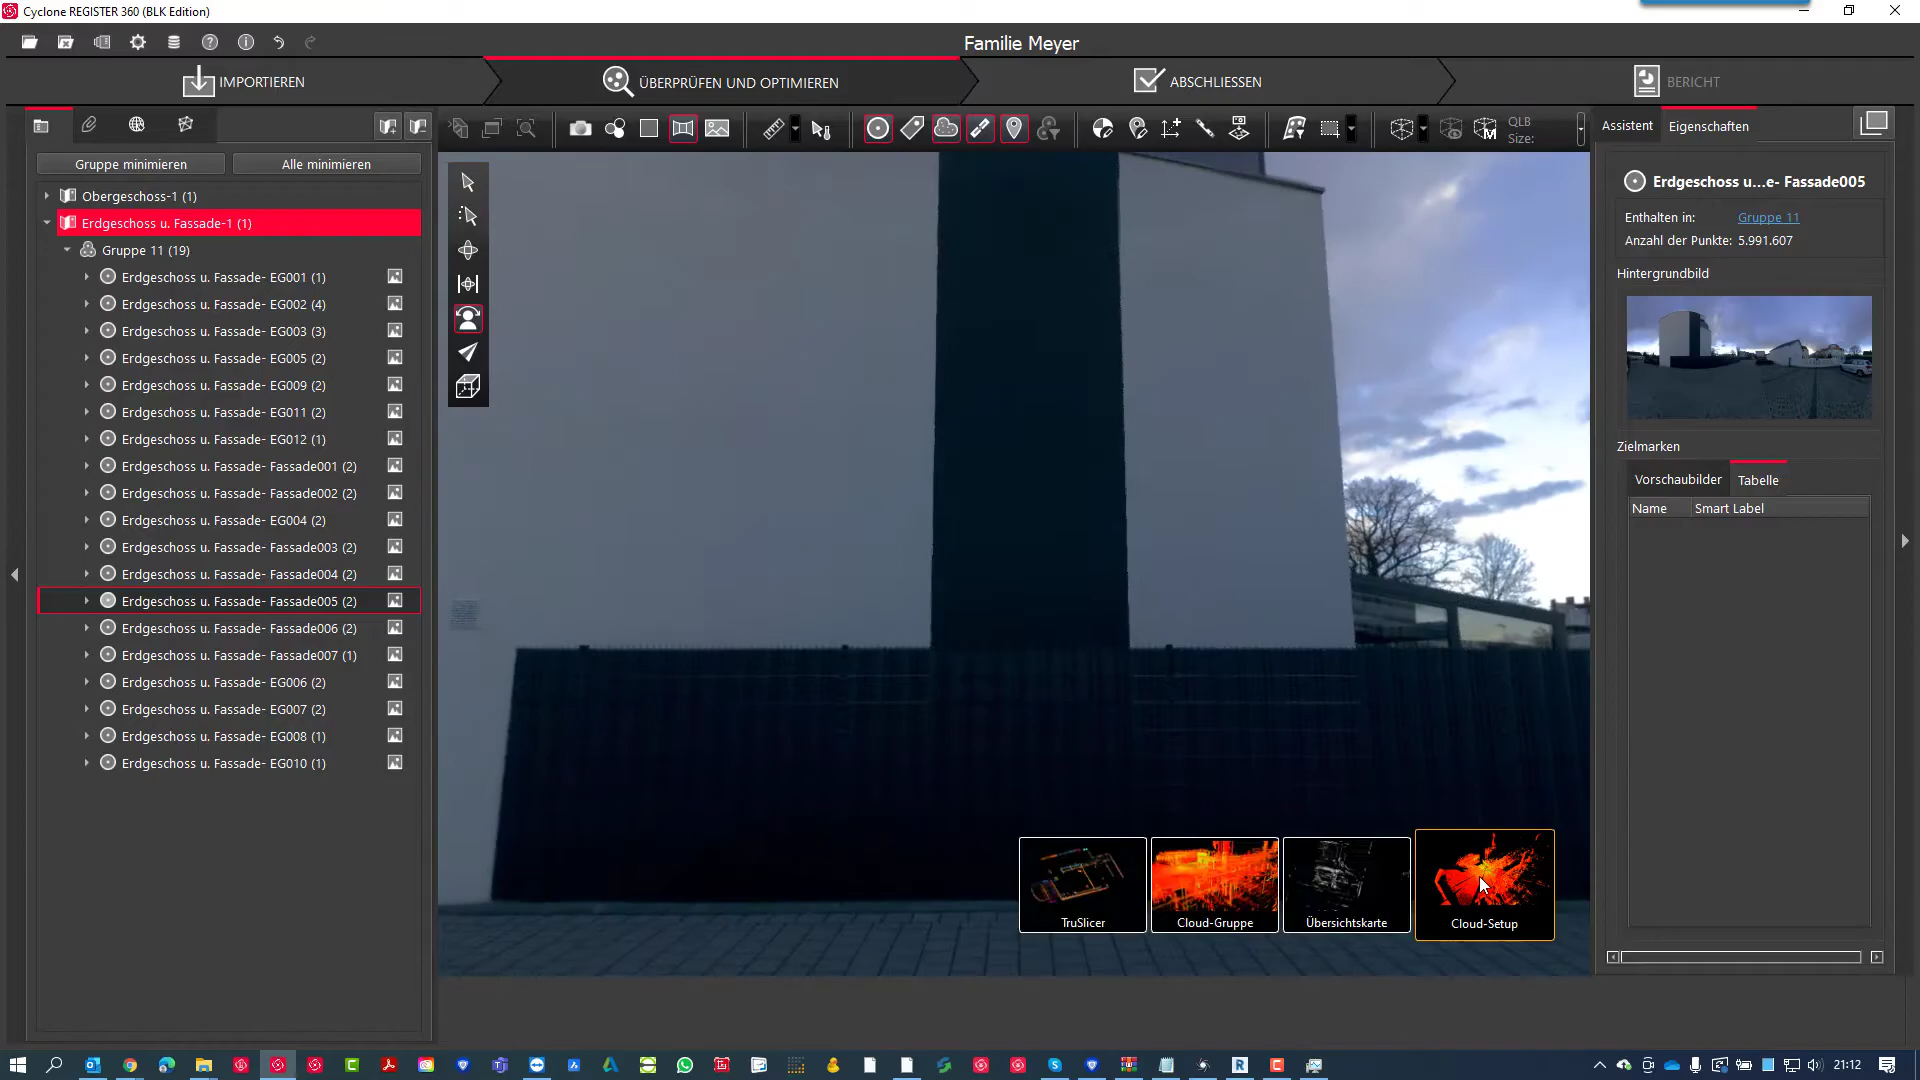 Cyclone REGISTER 360 (BLK Edition)
Familie Meyer
IMPORTIEREN
ÜBERPRÜFEN UND OPTIMIEREN
ABSCHLIESSEN
BERICHT
QLB
Size:
M
Assistent
Eigenschaften
Gruppe minimieren
Alle minimieren
Obergeschoss-1 (1)
Erdgeschoss u. Fassade-1 (1)
Gruppe 11 (19)
Erdgeschoss u. Fassade- EG001 (1)
Erdgeschoss u. Fassade- EG002 (4)
Erdgeschoss u. Fassade- EG003 (3)
Erdgeschoss u. Fassade- EG005 (2)
Erdgeschoss u. Fassade- EG009 (2)
Erdgeschoss u. Fassade- EG011 (2)
Erdgeschoss u. Fassade- EG012 (1)
Erdgeschoss u. Fassade- Fassade001 (2)
Erdgeschoss u. Fassade- Fassade002 (2)
Erdgeschoss u. Fassade- EG004 (2)
Erdgeschoss u. Fassade- Fassade003 (2)
Erdgeschoss u. Fassade- Fassade004 (2)
Erdgeschoss u. Fassade- Fassade005 (2)
Erdgeschoss u. Fassade- Fassade006 (2)
Erdgeschoss u. Fassade- Fassade007 (1)
Erdgeschoss u. Fassade- EG006 (2)
Erdgeschoss u. Fassade- EG007 (2)
Erdgeschoss u. Fassade- EG008 (1)
Erdgeschoss u. Fassade- EG010 (1)
TruSlicer
Cloud-Gruppe
Übersichtskarte
Cloud-Setup
Erdgeschoss u...e- Fassade005
Enthalten in: Gruppe 11
Anzahl der Punkte: 5.991.607
Hintergrundbild
Zielmarken
Vorschaubilder
Tabelle
Name
Smart Label
21:12